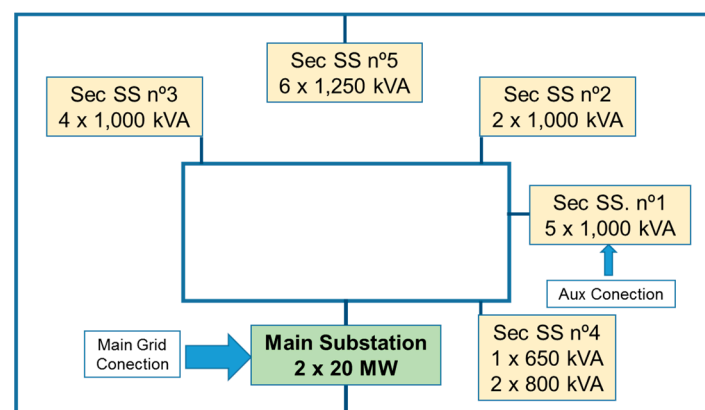 Sec SS nº5
6 x 1,250 kVA
Sec SS nº3
4 x 1,000 kVA
Sec SS nº2
2 x 1,000 kVA
Sec SS. nº1
5 x 1,000 kVA
Aux Conection
Main Grid
Conection
Main Substation
2 x 20 MW
Sec SS nº4
1 x 650 kVA
2 x 800 kVA